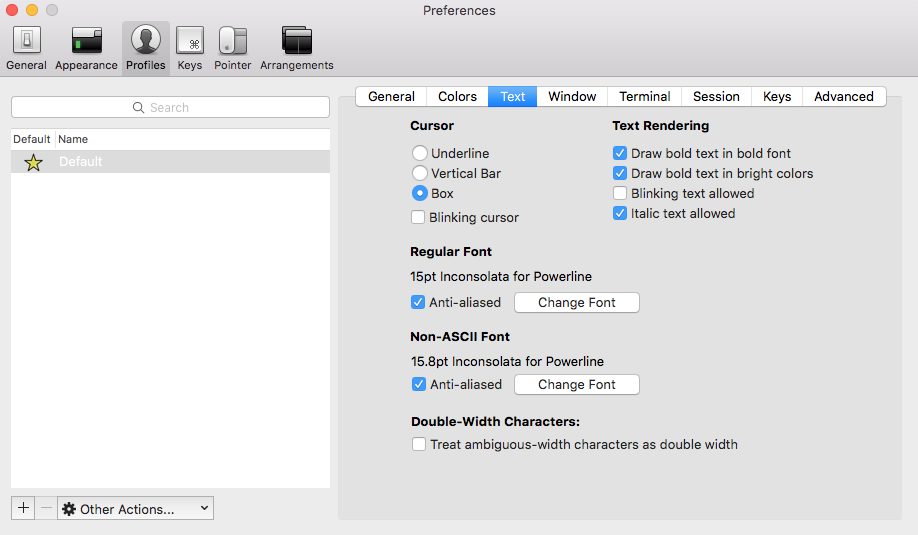 Preferences
General Appearance Profiles Keys Pointer Arrangements
Search
Default Name
Default
Other Actions...
General Colors Text Window Terminal Session Keys Advanced
Cursor
Underline
Vertical Bar
Box
Blinking cursor
Text Rendering
Draw bold text in bold font
Draw bold text in bright colors
Blinking text allowed
Italic text allowed
Regular Font
15pt Inconsolata for Powerline
Anti-aliased Change Font
Non-ASCII Font
15.8pt Inconsolata for Powerline
Anti-aliased Change Font
Double-Width Characters:
Treat ambiguous-width characters as double width